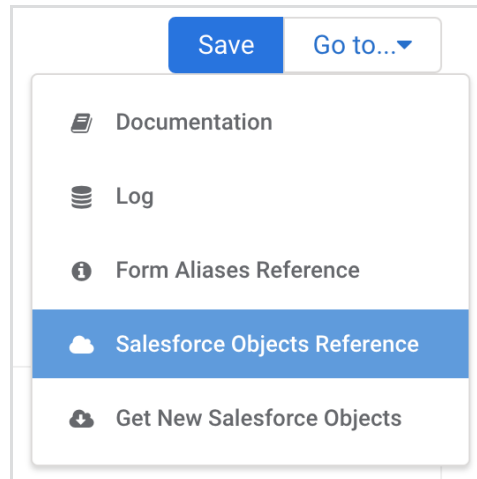 Save Go to...
Documentation
Log
Form Aliases Reference
Salesforce Objects Reference
Get New Salesforce Objects